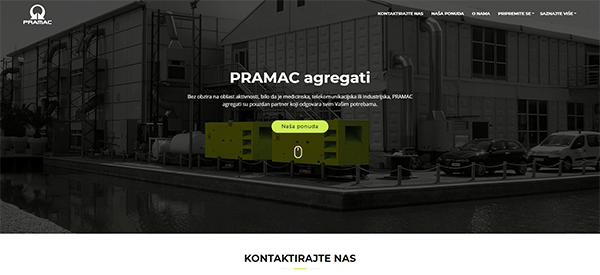 PRAMAC
KONTAKTIRAJTE NAS NAŠA PONUDA O NAMA PRIPREMITE SE SAZNAJTE VIŠE
PRAMAC agregati
Bez obzira na oblast aktivnosti, bilo da je medicinska, telekomunikacijska ili industrijska, PRAMAC
agregati su pouzdan partner koji odgovara svim Vašim potrebama.
Naša ponuda
KONTAKTIRAJTE NAS